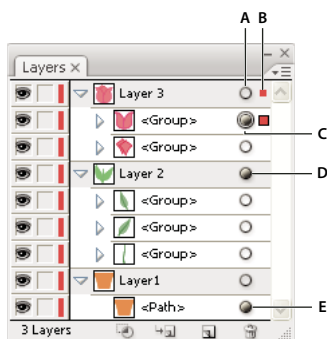 A B
Layers ×
Layer 3
<Group>
C
<Group>
Layer 2
D
<Group>
<Group>
<Group>
Layer1
<Path>
E
3 Layers